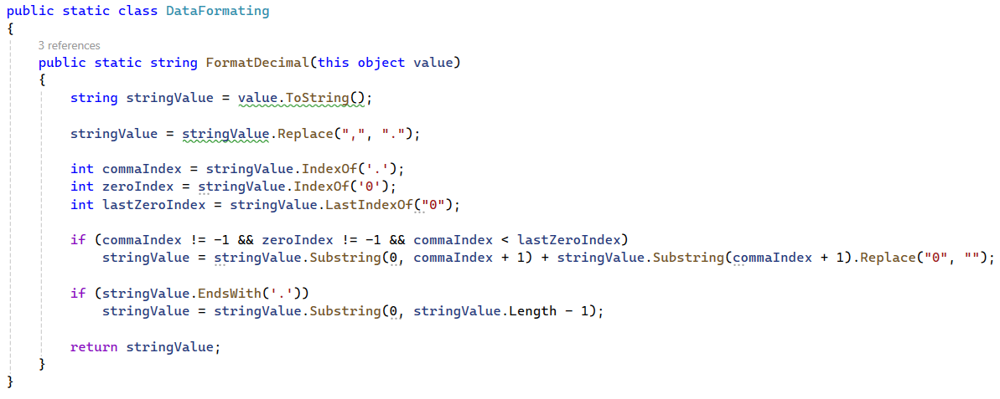 public static class DataFormating
{
3 references
public static string FormatDecimal(this object value)
{
string stringValue = value.ToString();
stringValue = stringValue.Replace(",", ".");
int commaIndex = stringValue.IndexOf('.');
int zeroIndex = stringValue.IndexOf('0');
int lastZeroIndex = stringValue.LastIndexOf("0");
if (commaIndex != -1 && zeroIndex != -1 && commaIndex < lastZeroIndex)
stringValue = stringValue.Substring(0, commaIndex + 1) + stringValue.Substring(commaIndex + 1).Replace("0", "");
if (stringValue.EndsWith('.'))
stringValue = stringValue.Substring(0, stringValue.Length - 1);
return stringValue;
}
}